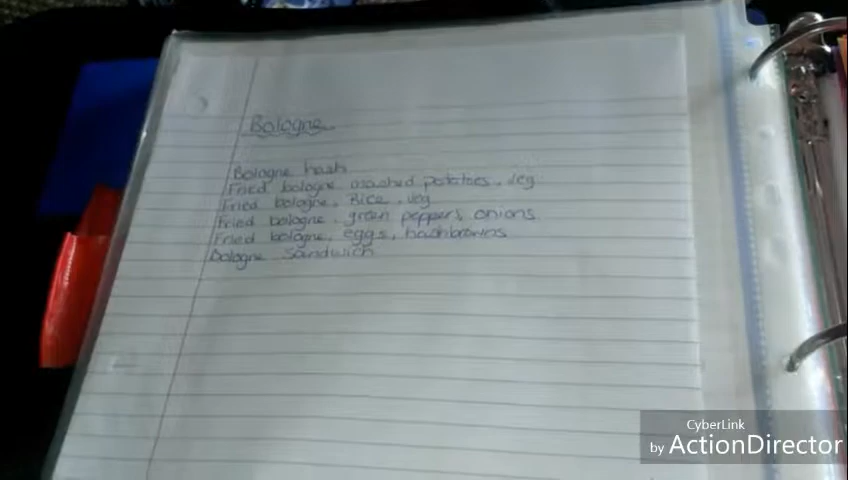 Bologne
Bologne hash
Fried bologne mashed potatoes, veg
Fried bologne, Rice, veg
Fried bologne, green peppers, onions
Fried bologne, eggs, hashbrowns
Bologne sandwich
CyberLink
by ActionDirector